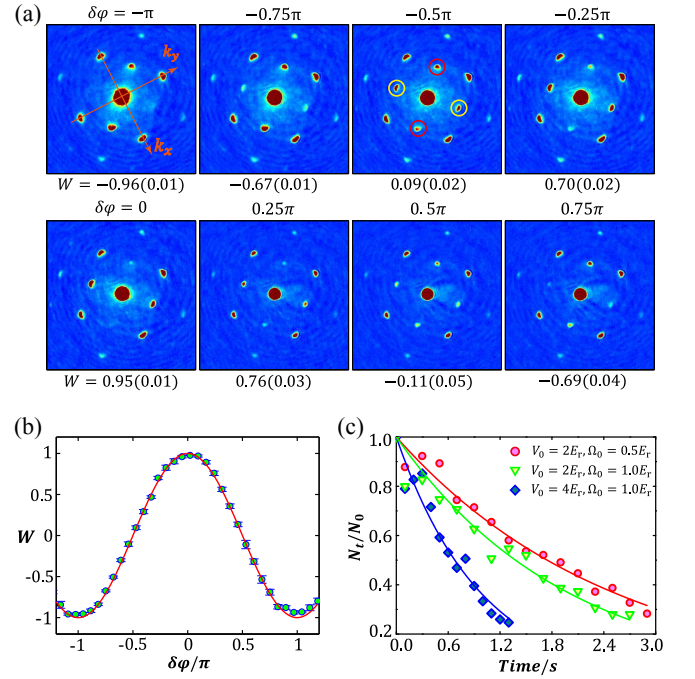 (a)
δφ = −π −0.75π −0.5π −0.25π
k_y
k_x
W = −0.96(0.01) −0.67(0.01) 0.09(0.02) 0.70(0.02)
δφ = 0 0.25π 0.5π 0.75π
W = 0.95(0.01) 0.76(0.03) −0.11(0.05) −0.69(0.04)
(b)
1
0.5
W
0
-0.5
-1
-1 -0.5 0 0.5 1
δφ/π
(c)
1.0
0.8
0.6
0.4
0.2
N_t/N_0
V_0 = 2E_r, Ω_0 = 0.5E_r
V_0 = 2E_r, Ω_0 = 1.0E_r
V_0 = 4E_r, Ω_0 = 1.0E_r
0.0 0.6 1.2 1.8 2.4 3.0
Time/s